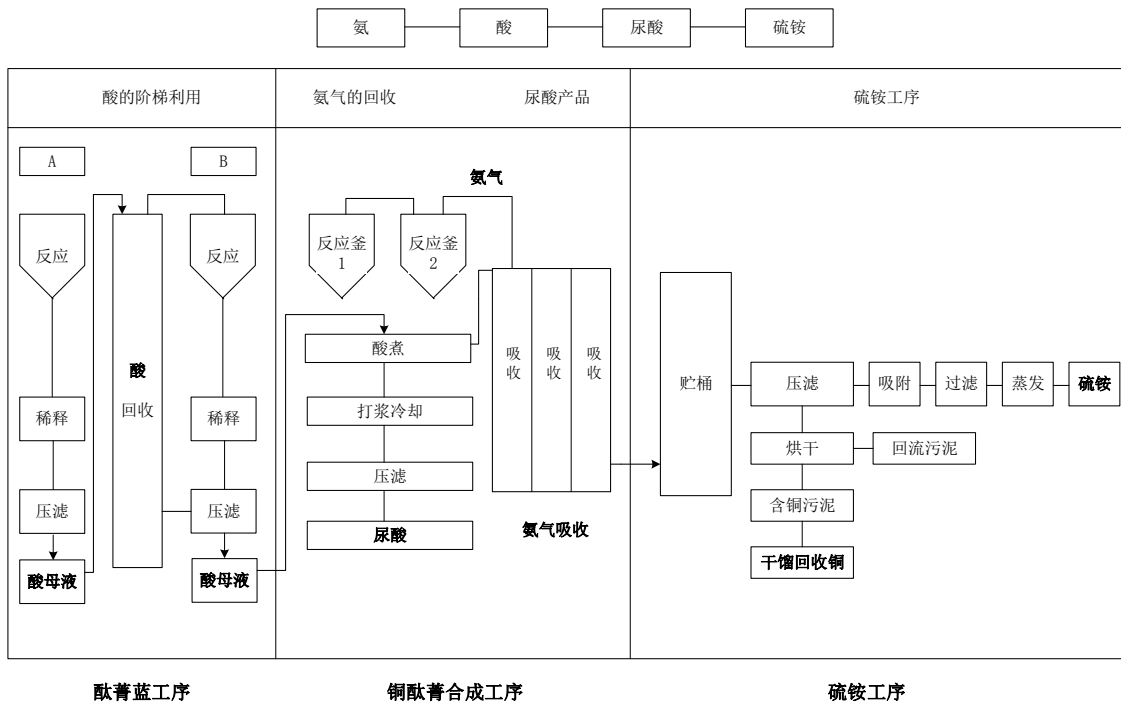 氨
酸
尿酸
硫铵
酸的阶梯利用
氨气的回收
尿酸产品
硫铵工序
A
B
氨气
反应
反应
反应釜
1
反应釜
2
酸
回收
稀释
稀释
压滤
压滤
酸母液
酸母液
酸煮
打浆冷却
压滤
尿酸
吸
收
吸
收
吸
收
氨气吸收
贮桶
压滤
吸附
过滤
蒸发
硫铵
烘干
回流污泥
含铜污泥
干馏回收铜
酞菁蓝工序
铜酞菁合成工序
硫铵工序